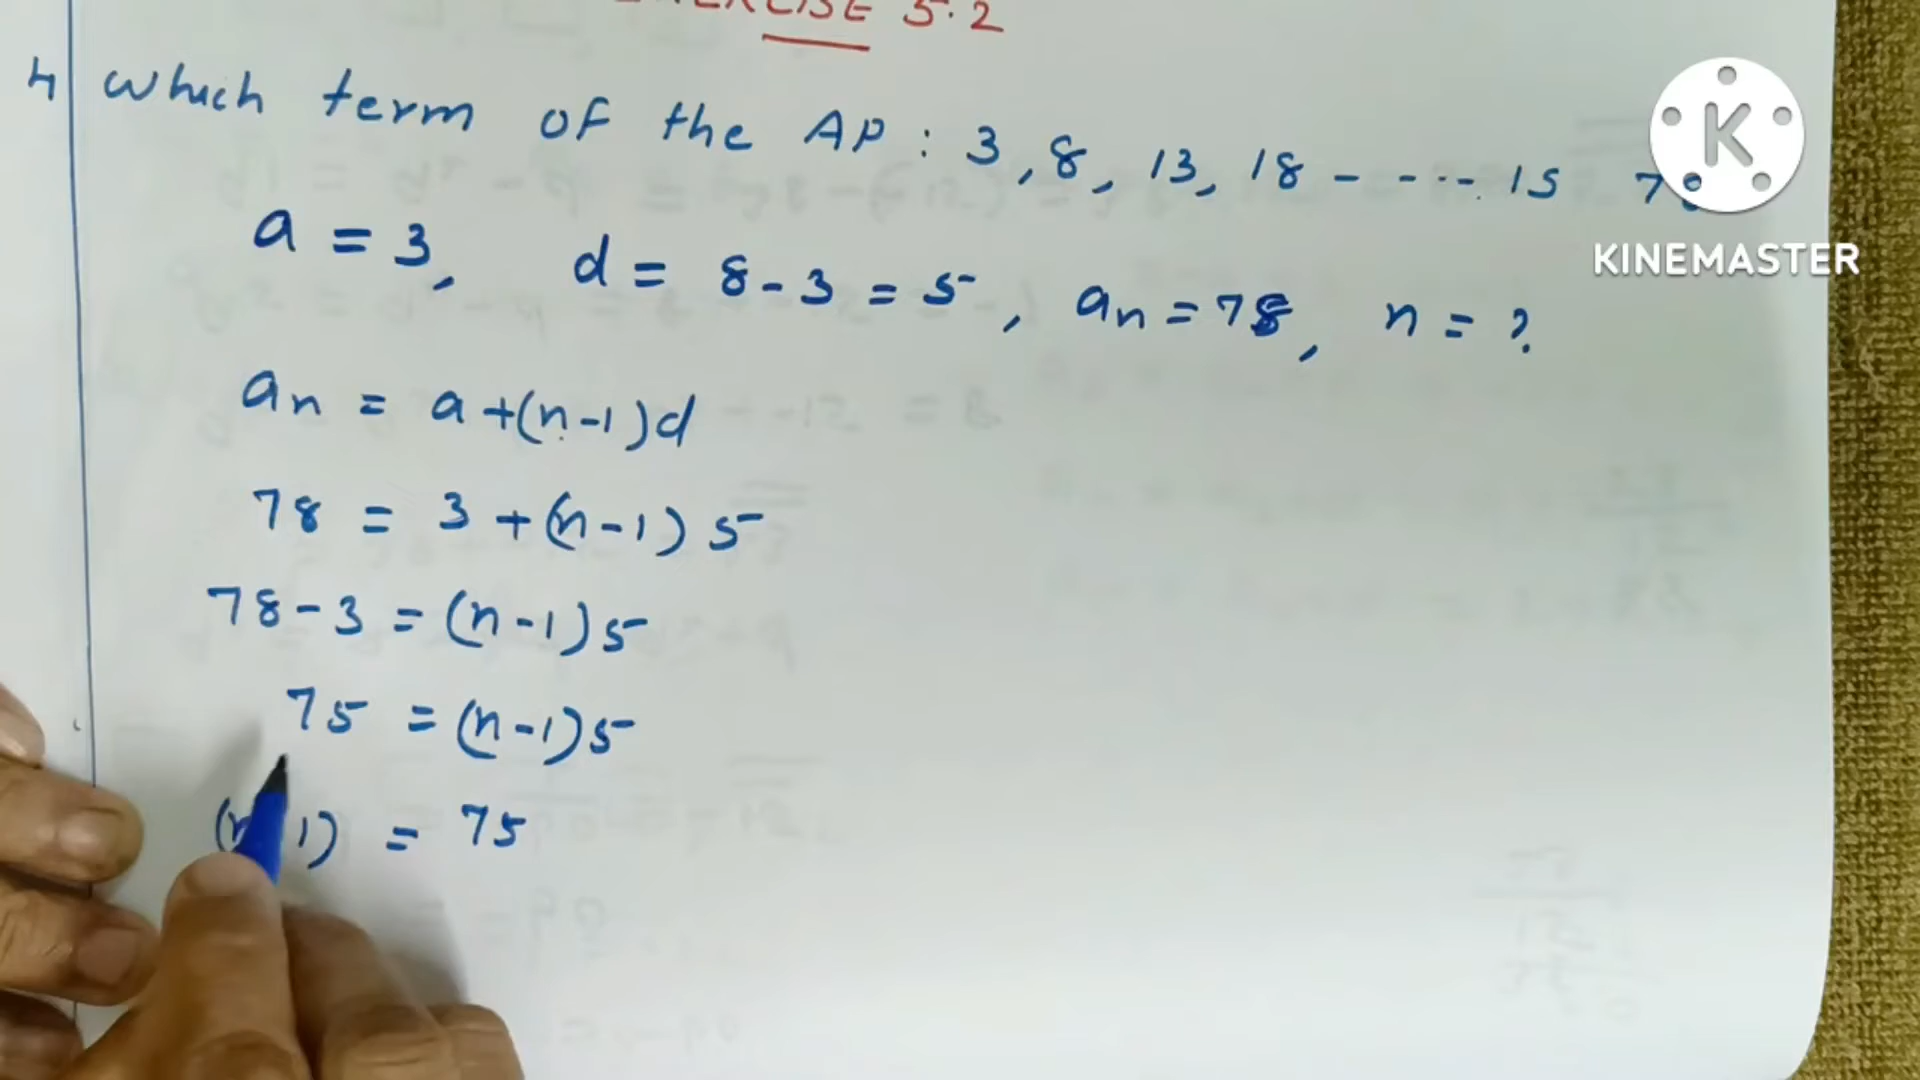 EXERCISE 5.2
4 Which term of the AP : 3, 8, 13, 18 - - --- is 78
a = 3, d = 8-3 = 5, an = 78, n = ?
an = a+(n-1)d
78 = 3 +(n-1) 5
78-3 = (n-1)5
75 = (n-1)5
(n-1) = 75
K
KINEMASTER